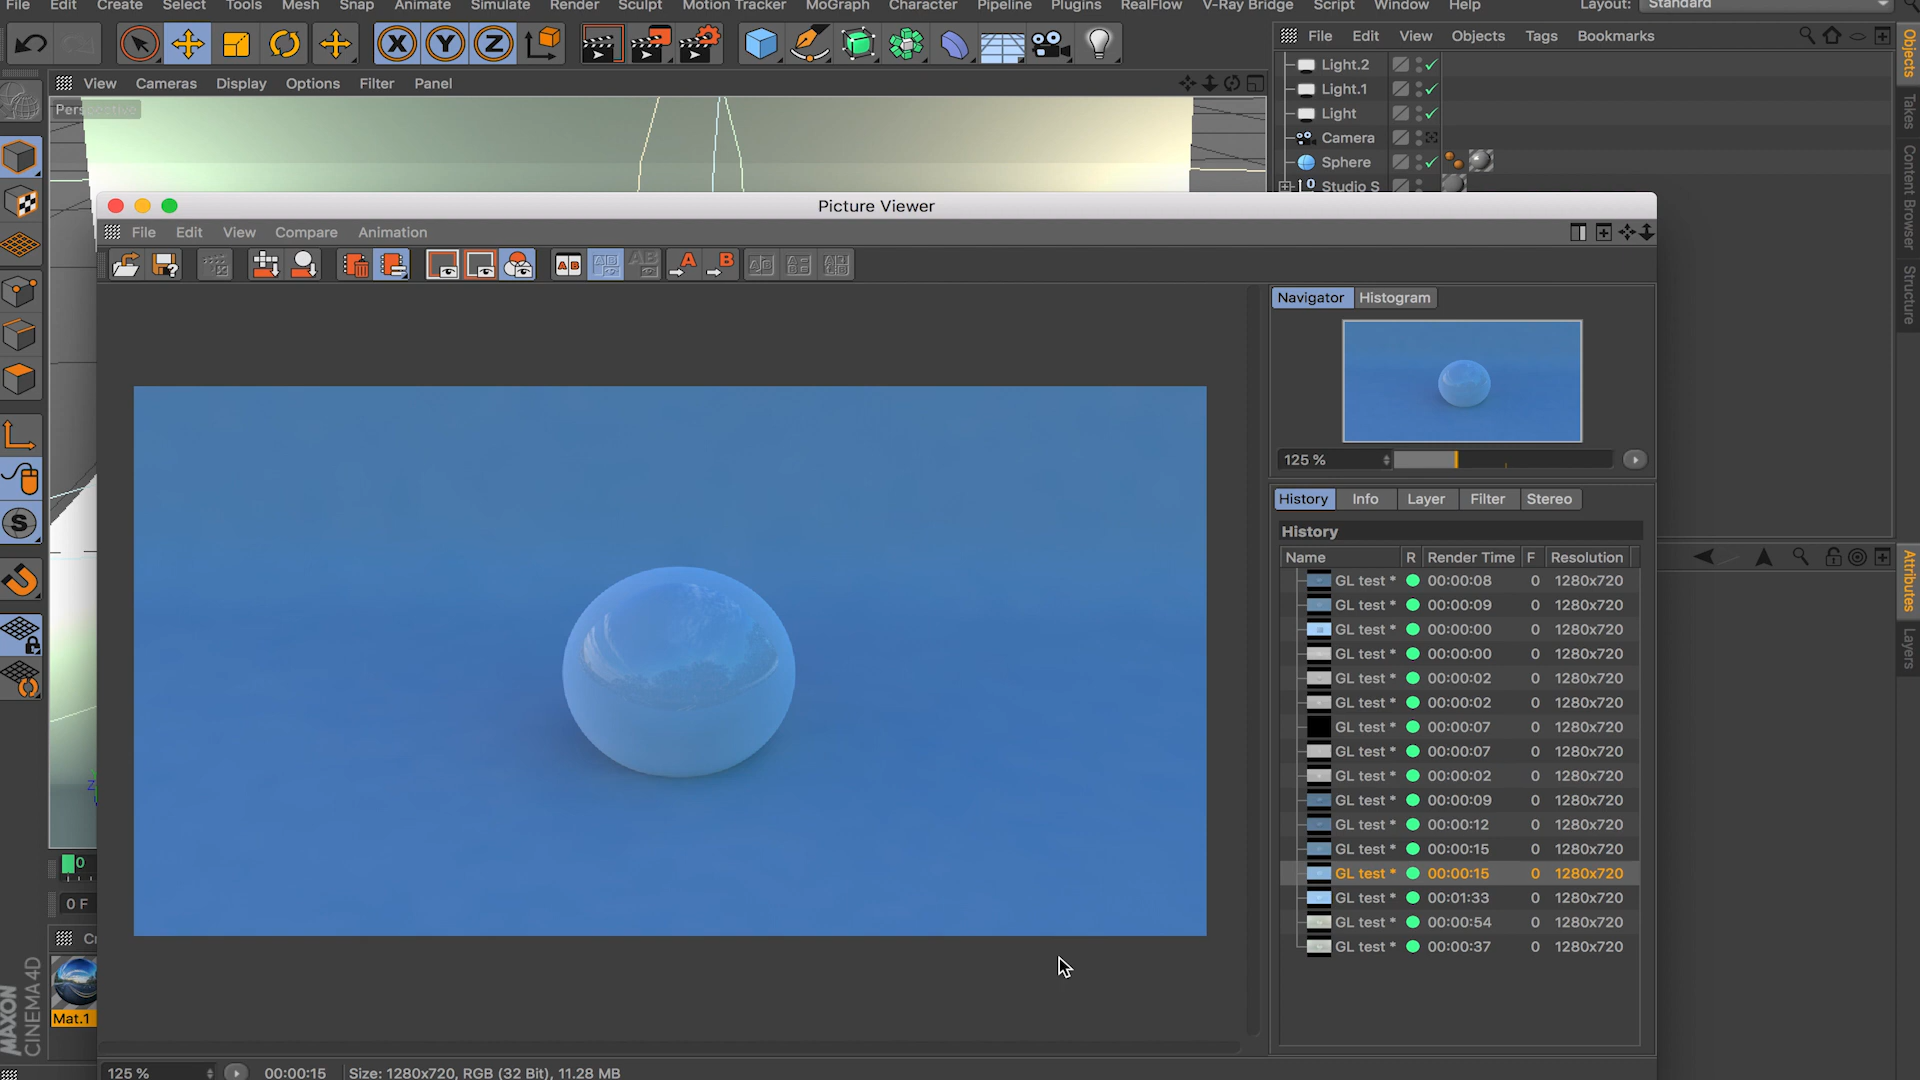 File Edit Create Select Tools Mesh Snap Animate Simulate Render Sculpt Motion Tracker MoGraph Character Pipeline Plugins RealFlow V-Ray Bridge Script Window Help Layout: Standard
File Edit View Objects Tags Bookmarks
Objects
Takes
Content Browser
Structure
Light.2
Light.1
Light
Camera
Sphere
Studio S
View Cameras Display Options Filter Panel
Perspective
Picture Viewer
File Edit View Compare Animation
Navigator Histogram
125 %
History Info Layer Filter Stereo
History
Name R Render Time F Resolution
GL test * 00:00:08 0 1280x720
GL test * 00:00:09 0 1280x720
GL test * 00:00:00 0 1280x720
GL test * 00:00:00 0 1280x720
GL test * 00:00:02 0 1280x720
GL test * 00:00:02 0 1280x720
GL test * 00:00:07 0 1280x720
GL test * 00:00:07 0 1280x720
GL test * 00:00:02 0 1280x720
GL test * 00:00:09 0 1280x720
GL test * 00:00:12 0 1280x720
GL test * 00:00:15 0 1280x720
GL test * 00:00:15 0 1280x720
GL test * 00:01:33 0 1280x720
GL test * 00:00:54 0 1280x720
GL test * 00:00:37 0 1280x720
Attributes
Layers
Z
0
0 F
Cr
Mat.1
MAXON
CINEMA 4D
125 % 00:00:15 Size: 1280x720, RGB (32 Bit), 11.28 MB